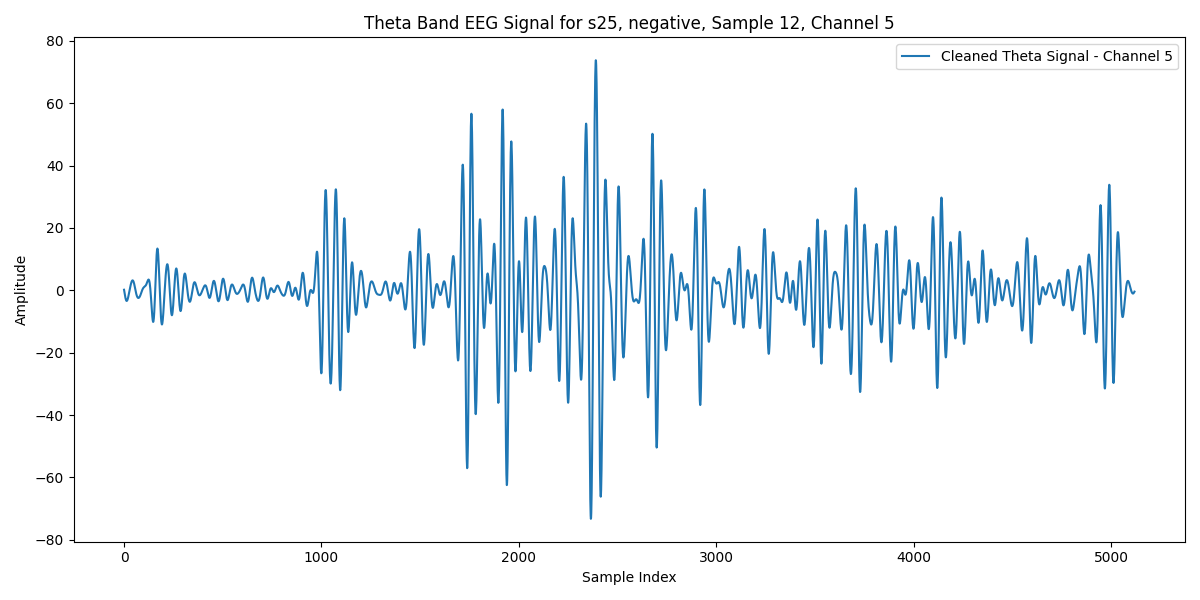 Theta Band EEG Signal for s25, negative, Sample 12, Channel 5
Cleaned Theta Signal - Channel 5
Amplitude
80
60
40
20
0
−20
−40
−60
−80
0 1000 2000 3000 4000 5000
Sample Index